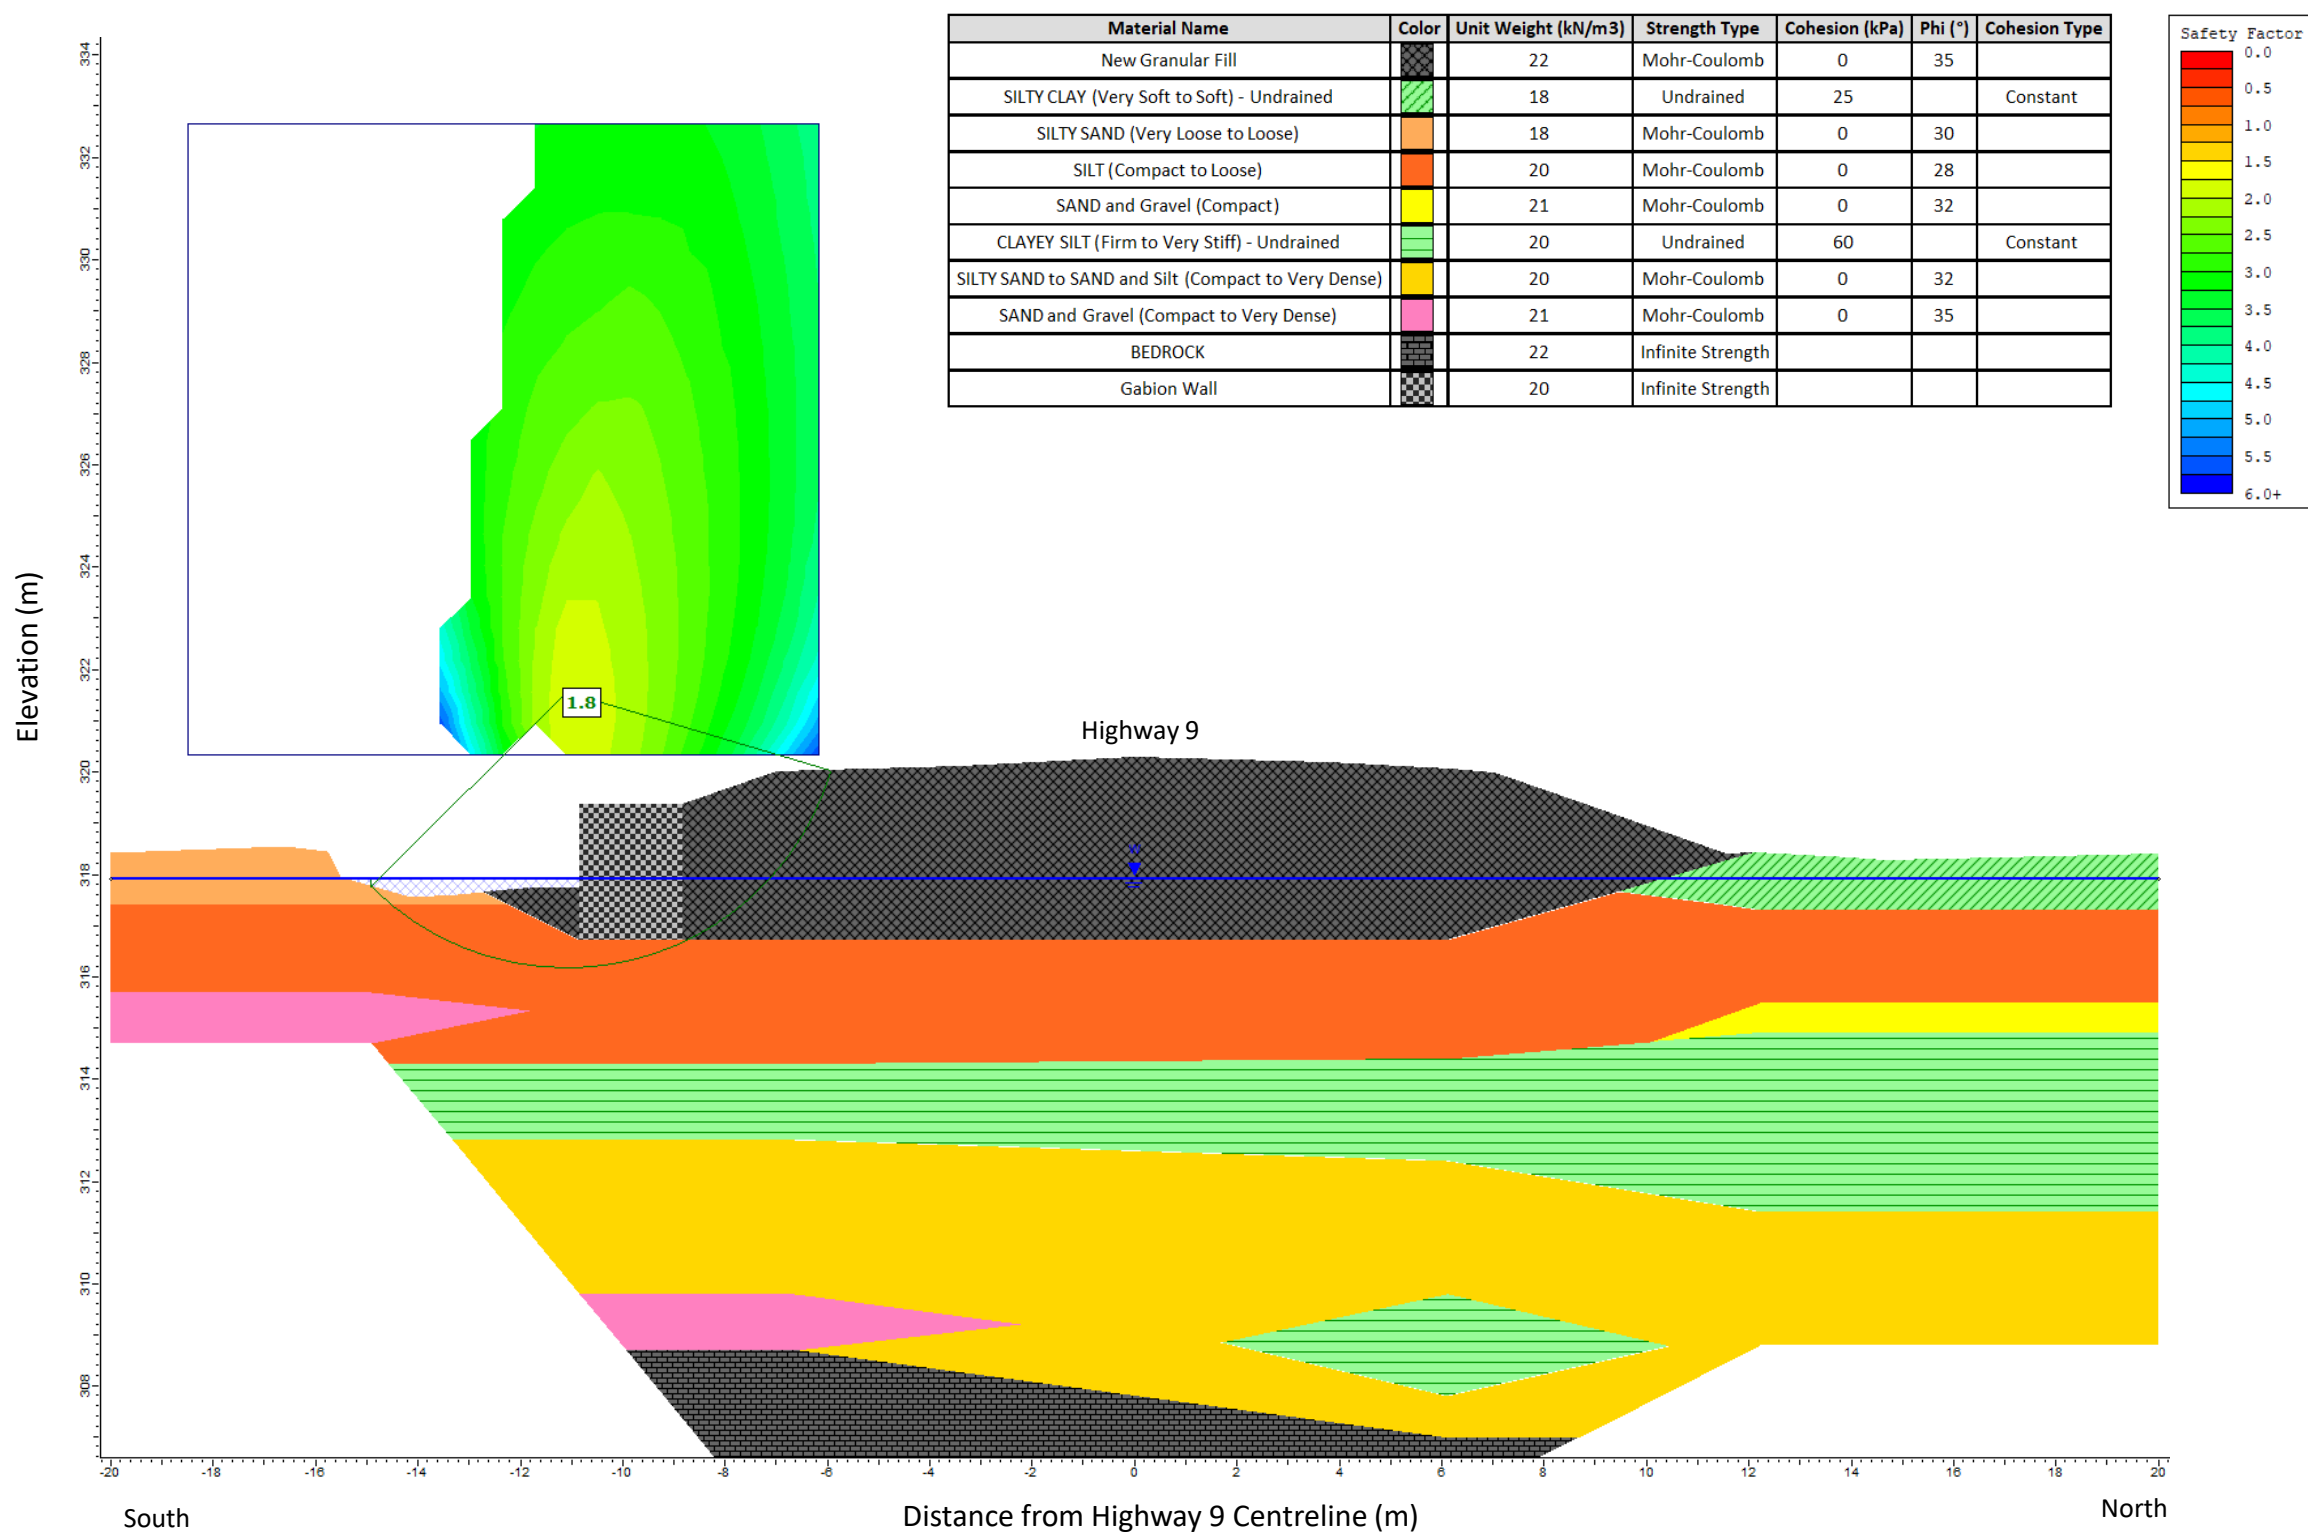 Material Name Color Unit Weight (kN/m3) Strength Type Cohesion (kPa) Phi (°) Cohesion Type
New Granular Fill 22 Mohr-Coulomb 0 35
SILTY CLAY (Very Soft to Soft) - Undrained 18 Undrained 25 Constant
SILTY SAND (Very Loose to Loose) 18 Mohr-Coulomb 0 30
SILT (Compact to Loose) 20 Mohr-Coulomb 0 28
SAND and Gravel (Compact) 21 Mohr-Coulomb 0 32
CLAYEY SILT (Firm to Very Stiff) - Undrained 20 Undrained 60 Constant
SILTY SAND to SAND and Silt (Compact to Very Dense) 20 Mohr-Coulomb 0 32
SAND and Gravel (Compact to Very Dense) 21 Mohr-Coulomb 0 35
BEDROCK 22 Infinite Strength
Gabion Wall 20 Infinite Strength
Safety Factor
0.0
0.5
1.0
1.5
2.0
2.5
3.0
3.5
4.0
4.5
5.0
5.5
6.0+
334
332
330
328
326
324
322
320
318
316
314
312
310
308
Elevation (m)
1.8
Highway 9
W
-20 -18 -16 -14 -12 -10 -8 -6 -4 -2 0 2 4 6 8 10 12 14 16 18 20
South
Distance from Highway 9 Centreline (m)
North